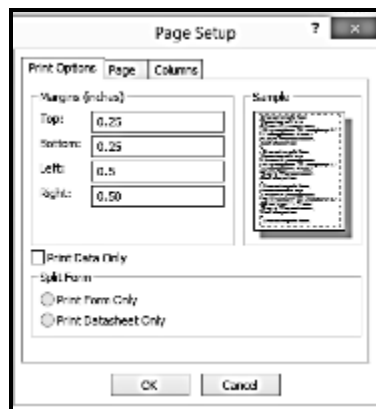 Page Setup ?
Print Options Page Columns
Margins (inches)
Sample
Top: 0.25
Bottom: 0.25
Left: 0.5
Right: 0.50
Print Data Only
Split Form
Print Form Only
Print Datasheet Only
OK Cancel